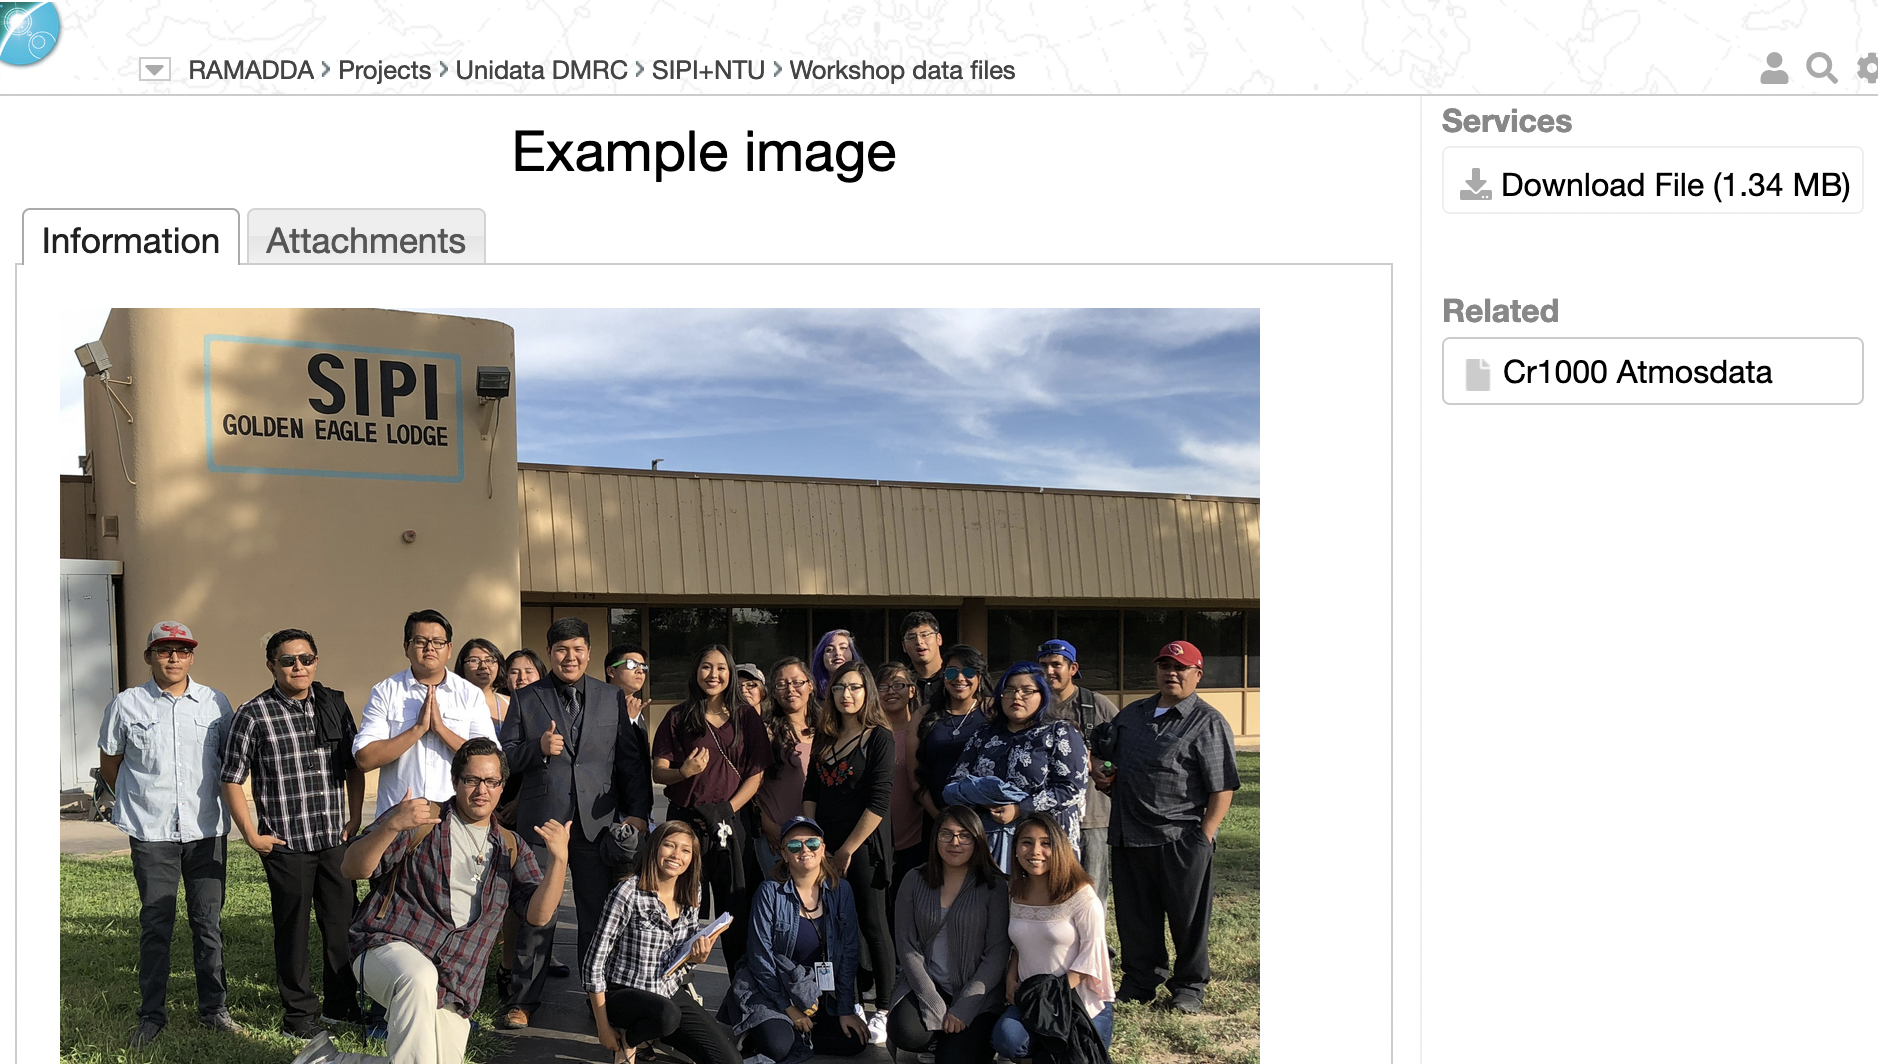 RAMADDA › Projects › Unidata DMRC › SIPI+NTU › Workshop data files
Example image
Information
Attachments
SIPI
GOLDEN EAGLE LODGE
Services
Download File (1.34 MB)
Related
Cr1000 Atmosdata